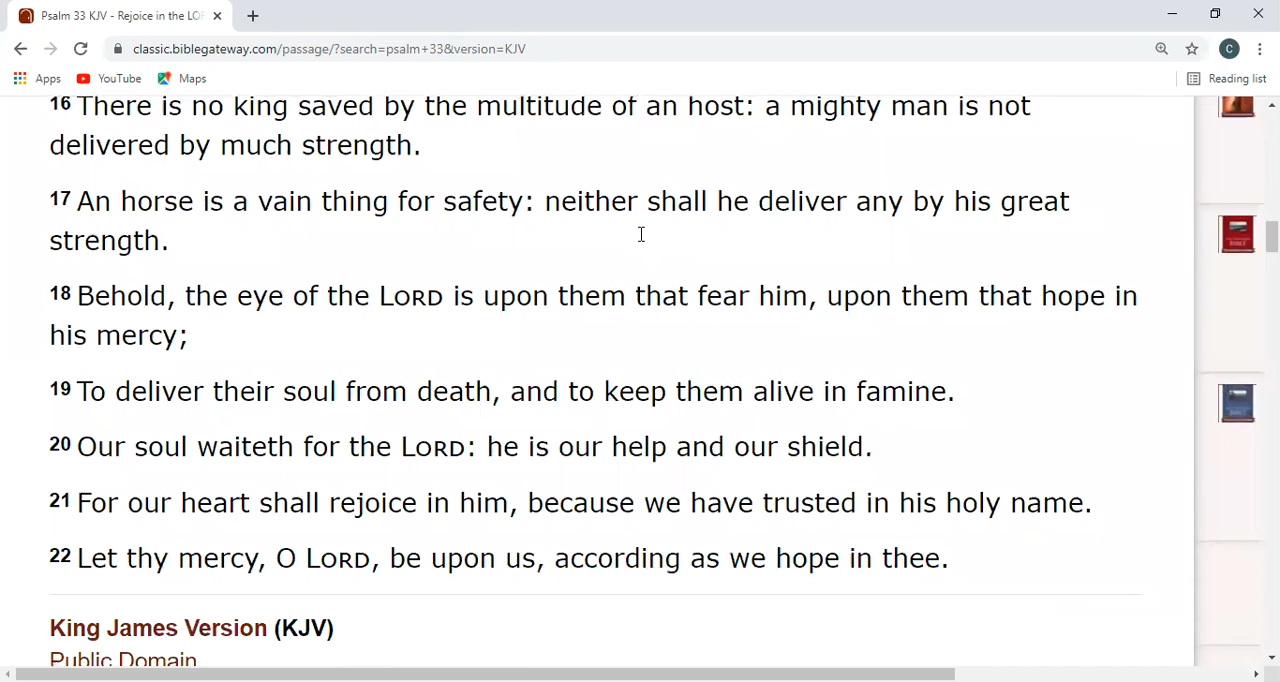 Psalm 33 KJV - Rejoice in the LO
classic.biblegateway.com/passage/?search=psalm+33&version=KJV
C
Apps YouTube Maps Reading list
16 There is no king saved by the multitude of an host: a mighty man is not
delivered by much strength.
17 An horse is a vain thing for safety: neither shall he deliver any by his great
strength.
18 Behold, the eye of the LORD is upon them that fear him, upon them that hope in
his mercy;
19 To deliver their soul from death, and to keep them alive in famine.
20 Our soul waiteth for the LORD: he is our help and our shield.
21 For our heart shall rejoice in him, because we have trusted in his holy name.
22 Let thy mercy, O LORD, be upon us, according as we hope in thee.
King James Version (KJV)
Public Domain